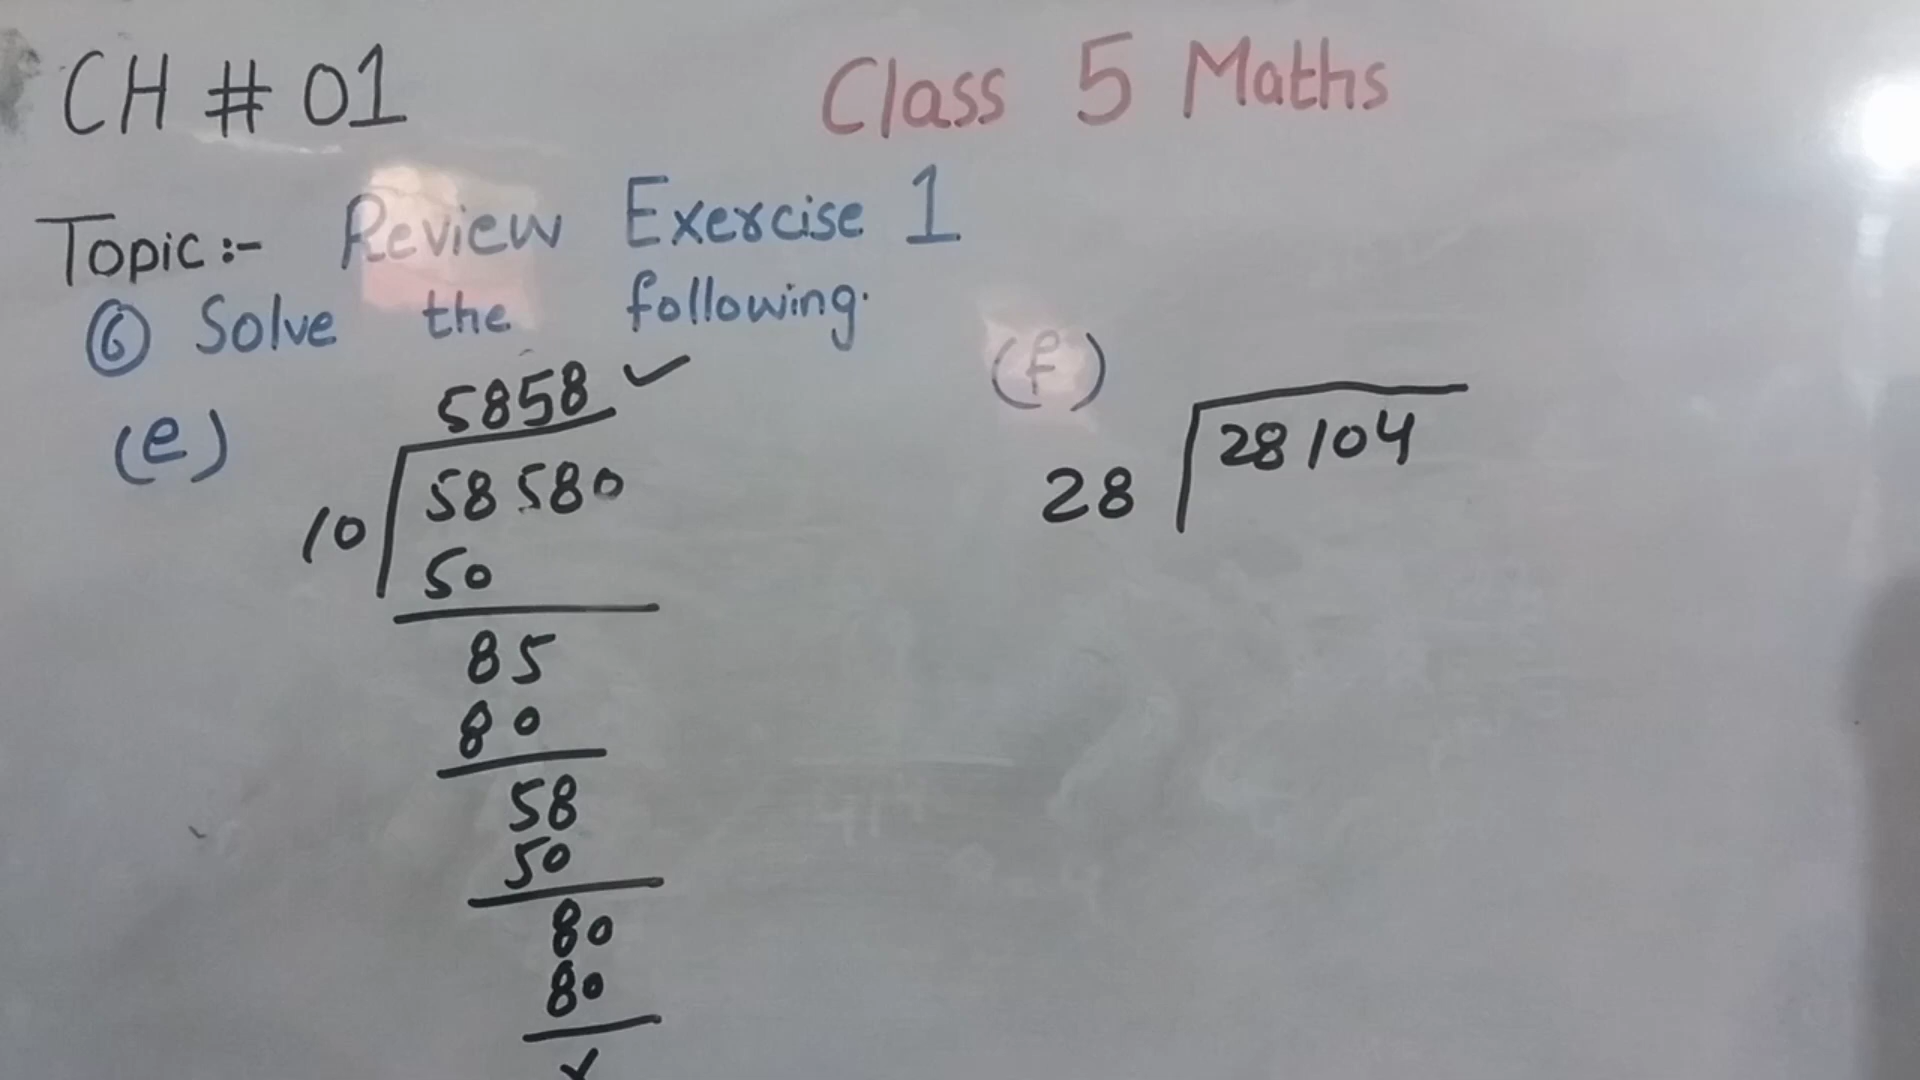 CH # 01
Class 5 Maths
Topic:- Review Exercise 1
⑥ Solve the following.
(e)
5858 ✓
10 58580
50
85
80
58
50
80
80
x
(f)
28 28104